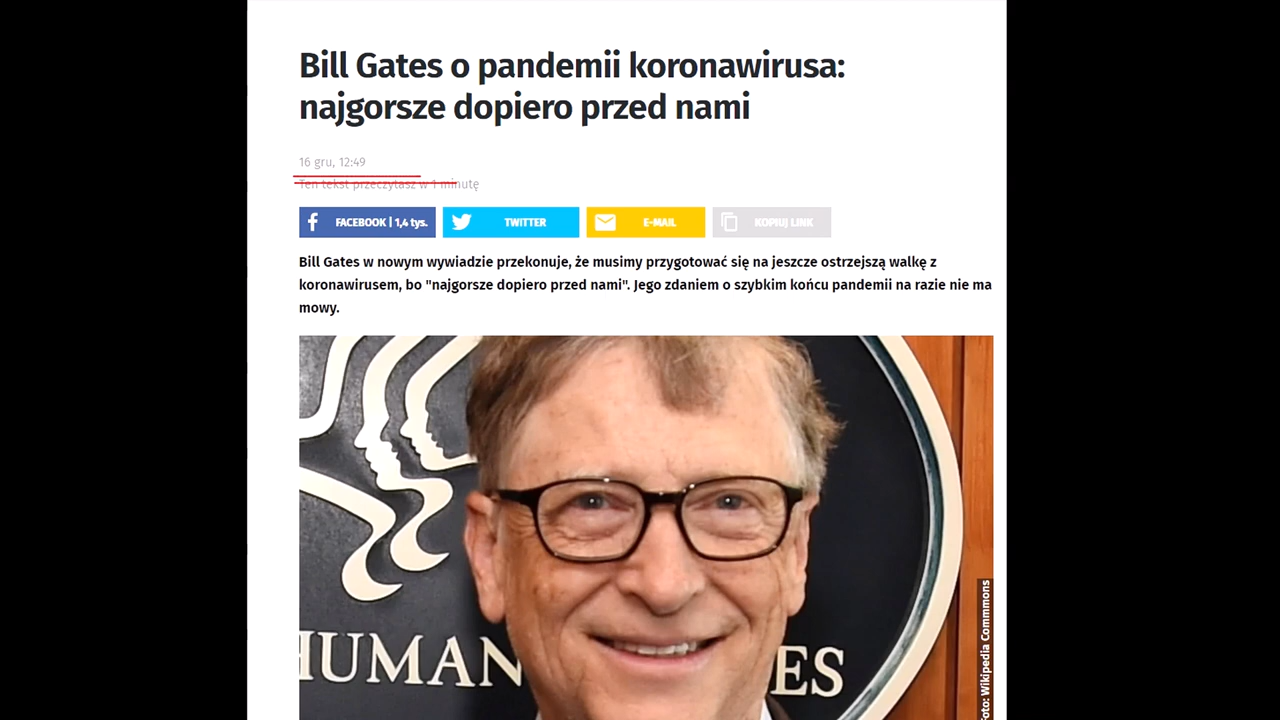 Bill Gates o pandemii koronawirusa:
najgorsze dopiero przed nami
16 gru, 12:49
Ten tekst przeczytasz w 1 minutę
FACEBOOK | 1,4 tys.
TWITTER
E-MAIL
KOPIUJ LINK
Bill Gates w nowym wywiadzie przekonuje, że musimy przygotować się na jeszcze ostrzejszą walkę z
koronawirusem, bo "najgorsze dopiero przed nami". Jego zdaniem o szybkim końcu pandemii na razie nie ma
mowy.
HUMAN ES
Foto: Wikipedia Commmons